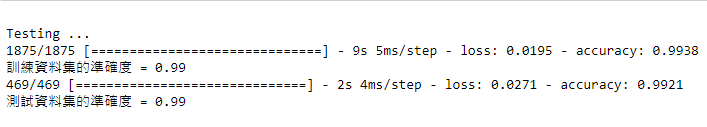 Testing ...
1875/1875 [==============================] - 9s 5ms/step - loss: 0.0195 - accuracy: 0.9938
訓練資料集的準確度 = 0.99
469/469 [==============================] - 2s 4ms/step - loss: 0.0271 - accuracy: 0.9921
測試資料集的準確度 = 0.99